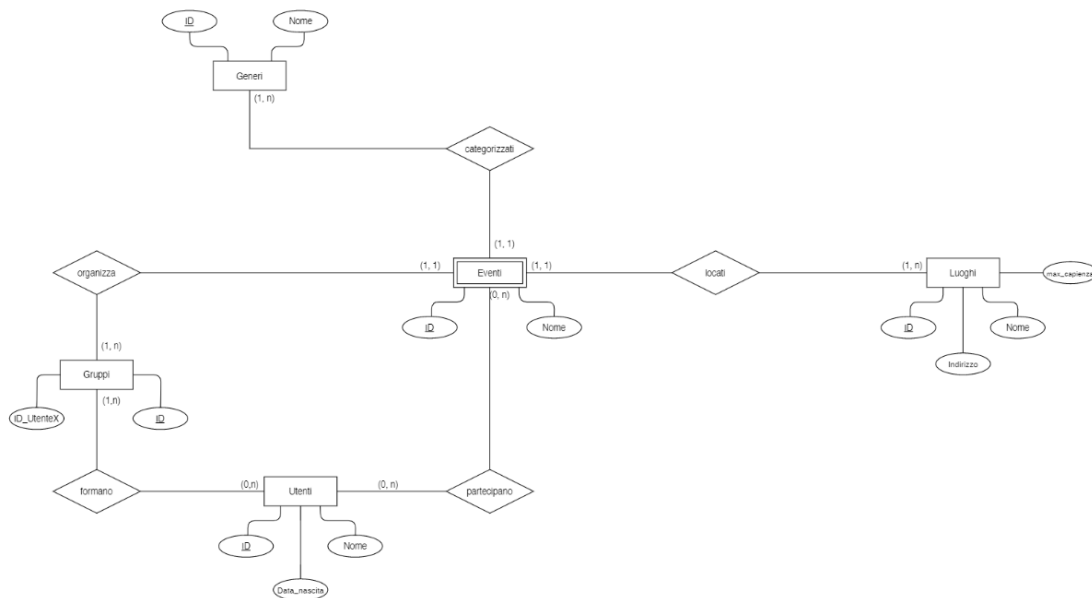 ID
Nome
Generi
(1, n)
categorizzati
(1, 1)
organizza
(1, 1)
Eventi
(1, 1)
locati
(1, n)
Luoghi
max_capienza
(0, n)
ID
Nome
ID
Nome
Indirizzo
(1, n)
Gruppi
(1,n)
ID_UtenteX
ID
formano
(0,n)
Utenti
(0, n)
partecipano
ID
Nome
Data_nascita